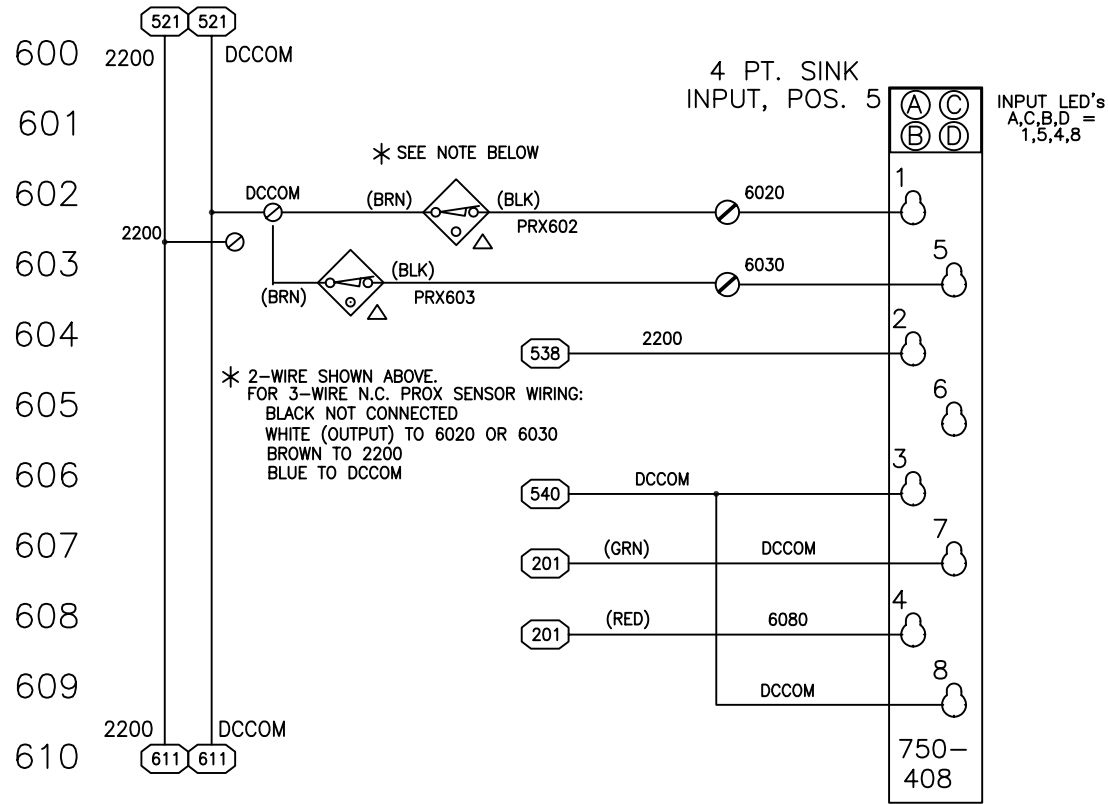 521 521
600 2200 DCCOM
4 PT. SINK
INPUT, POS. 5
A C
B D
INPUT LED's
A,C,B,D =
1,5,4,8
601
SEE NOTE BELOW
602 DCCOM (BRN) (BLK) 6020 1
PRX602
2200
603 (BRN) (BLK) 6030 5
PRX603
604 538 2200 2
2-WIRE SHOWN ABOVE.
FOR 3-WIRE N.C. PROX SENSOR WIRING:
BLACK NOT CONNECTED
WHITE (OUTPUT) TO 6020 OR 6030
BROWN TO 2200
BLUE TO DCCOM
605 6
606 540 DCCOM 3
607 201 (GRN) DCCOM 7
608 201 (RED) 6080 4
609 DCCOM 8
2200 DCCOM
610 611 611
750-
408